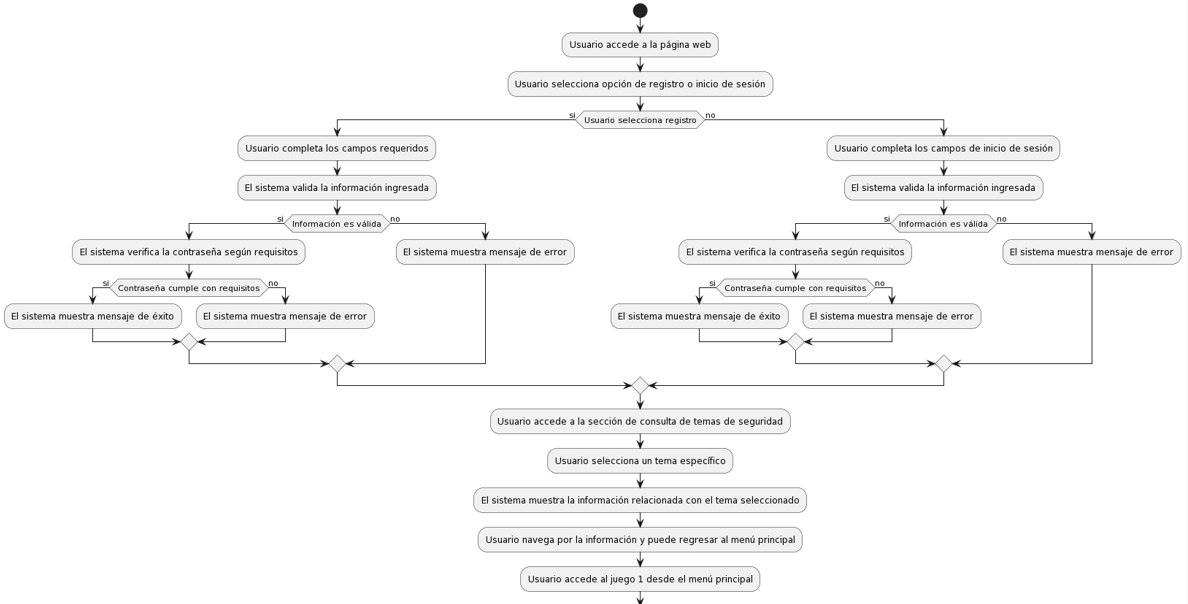 Usuario accede a la página web
Usuario selecciona opción de registro o inicio de sesión
si
Usuario selecciona registro
no
Usuario completa los campos requeridos
Usuario completa los campos de inicio de sesión
El sistema valida la información ingresada
El sistema valida la información ingresada
si
Información es válida
no
si
Información es válida
no
El sistema verifica la contraseña según requisitos
El sistema muestra mensaje de error
El sistema verifica la contraseña según requisitos
El sistema muestra mensaje de error
si
Contraseña cumple con requisitos
no
si
Contraseña cumple con requisitos
no
El sistema muestra mensaje de éxito
El sistema muestra mensaje de error
El sistema muestra mensaje de éxito
El sistema muestra mensaje de error
Usuario accede a la sección de consulta de temas de seguridad
Usuario selecciona un tema específico
El sistema muestra la información relacionada con el tema seleccionado
Usuario navega por la información y puede regresar al menú principal
Usuario accede al juego 1 desde el menú principal